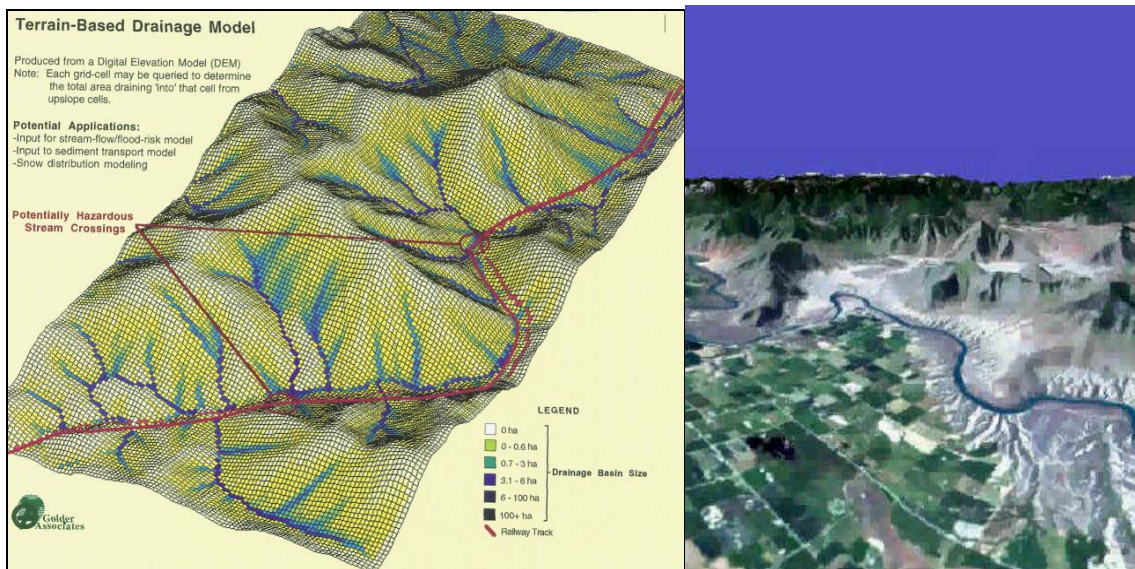 Terrain-Based Drainage Model
Produced from a Digital Elevation Model (DEM)
Note: Each grid-cell may be queried to determine
the total area draining 'into' that cell from
upslope cells.
Potential Applications:
-Input for stream-flow/flood-risk model
-Input to sediment transport model
-Snow distribution modeling
Potentially Hazardous
Stream Crossings
LEGEND
0 ha
0 - 0.6 ha
0.7 - 3 ha
3.1 - 6 ha
6 - 100 ha
100+ ha
Drainage Basin Size
Railway Track
Golder
Associates